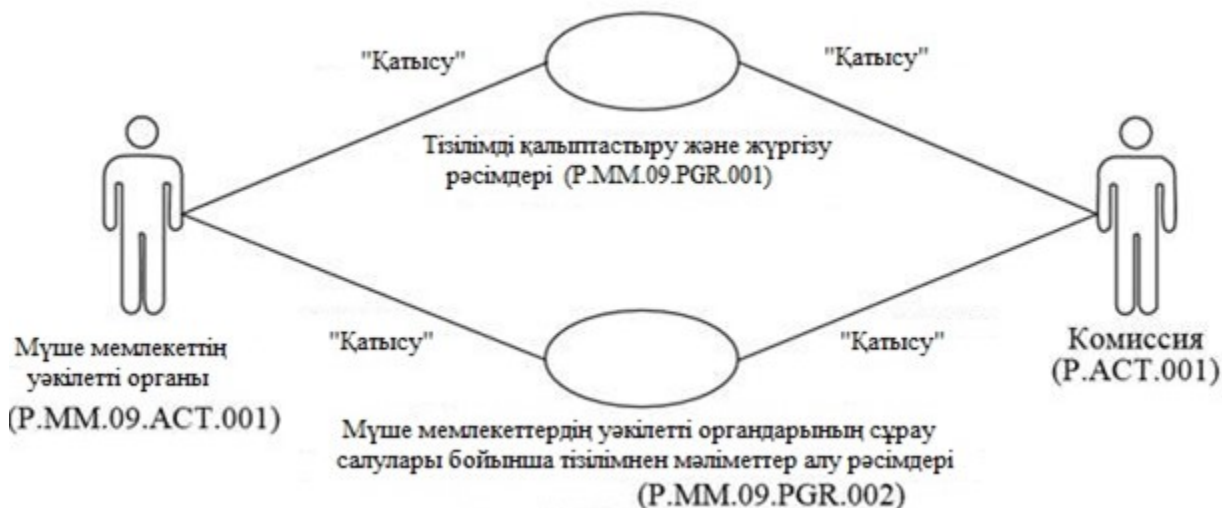 "Қатысу"
"Қатысу"
Тізілімді қалыптастыру және жүргізу
рәсімдері (P.MM.09.PGR.001)
"Қатысу"
"Қатысу"
Мүше мемлекеттің
уәкілетті органы
(P.MM.09.ACT.001)
Комиссия
(P.ACT.001)
Мүше мемлекеттердің уәкілетті органдарының сұрау
салулары бойынша тізілімнен мәліметтер алу рәсімдері
(P.MM.09.PGR.002)